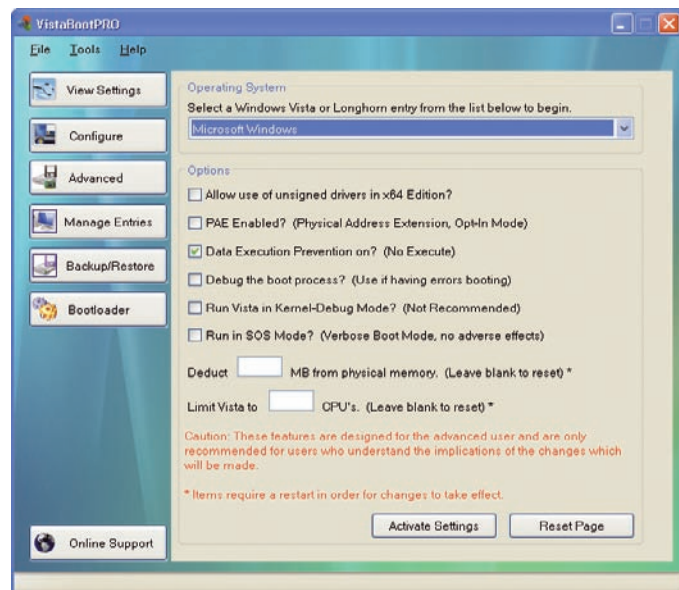 VistaBootPRO
File Tools Help
View Settings
Configure
Advanced
Manage Entries
Backup/Restore
Bootloader
Online Support
Operating System
Select a Windows Vista or Longhorn entry from the list below to begin.
Microsoft Windows
Options
Allow use of unsigned drivers in x64 Edition?
PAE Enabled? (Physical Address Extension, Opt-In Mode)
Data Execution Prevention on? (No Execute)
Debug the boot process? (Use if having errors booting)
Run Vista in Kernel-Debug Mode? (Not Recommended)
Run in SOS Mode? (Verbose Boot Mode, no adverse effects)
Deduct MB from physical memory. (Leave blank to reset) *
Limit Vista to CPU's. (Leave blank to reset) *
Caution: These features are designed for the advanced user and are only
recommended for users who understand the implications of the changes which
will be made.
* Items require a restart in order for changes to take effect.
Activate Settings Reset Page